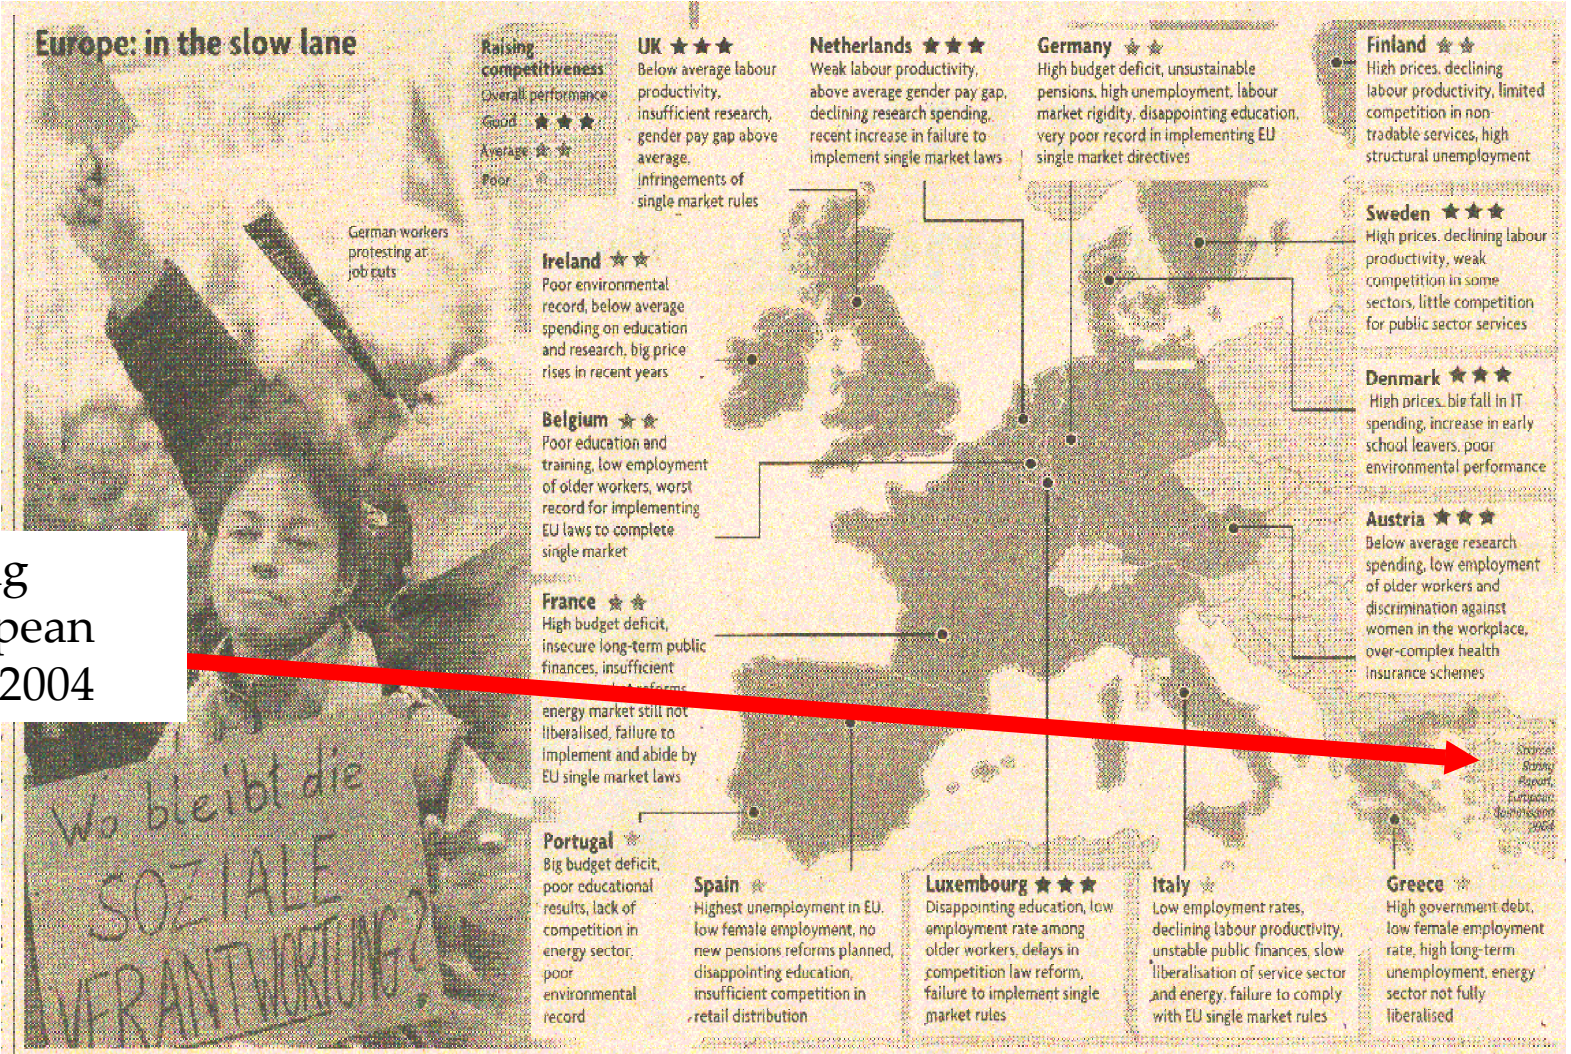 Europe: in the slow lane
Raising
competitiveness
Overall performance
Good ★★★
Average ★★
Poor ★
German workers
protesting at
job cuts
UK ★★★
Below average labour
productivity,
insufficient research,
gender pay gap above
average,
infringements of
single market rules
Netherlands ★★★
Weak labour productivity,
above average gender pay gap,
declining research spending,
recent increase in failure to
implement single market laws
Germany ★★
High budget deficit, unsustainable
pensions, high unemployment, labour
market rigidity, disappointing education,
very poor record in implementing EU
single market directives
Finland ★★
High prices, declining
labour productivity, limited
competition in non-
tradable services, high
structural unemployment
Sweden ★★★
High prices, declining labour
productivity, weak
competition in some
sectors, little competition
for public sector services
Denmark ★★★
High prices, big fall in IT
spending, increase in early
school leavers, poor
environmental performance
Austria ★★★
Below average research
spending, low employment
of older workers and
discrimination against
women in the workplace,
over-complex health
insurance schemes
Ireland ★★
Poor environmental
record, below average
spending on education
and research, big price
rises in recent years
Belgium ★★
Poor education and
training, low employment
of older workers, worst
record for implementing
EU laws to complete
single market
France ★★
High budget deficit,
insecure long-term public
finances, insufficient
energy market still not
liberalised, failure to
implement and abide by
EU single market laws
Portugal ★
Big budget deficit,
poor educational
results, lack of
competition in
energy sector,
poor
environmental
record
Spain ★
Highest unemployment in EU,
low female employment, no
new pensions reforms planned,
disappointing education,
insufficient competition in
retail distribution
Luxembourg ★★★
Disappointing education, low
employment rate among
older workers, delays in
competition law reform,
failure to implement single
market rules
Italy ★
Low employment rates,
declining labour productivity,
unstable public finances, slow
liberalisation of service sector
and energy, failure to comply
with EU single market rules
Greece ★
High government debt,
low female employment
rate, high long-term
unemployment, energy
sector not fully
liberalised
Source:
Report,
European
2004
Wo bleibt die
SOZIALE
VERANTWORTUNG?
g
pean
2004